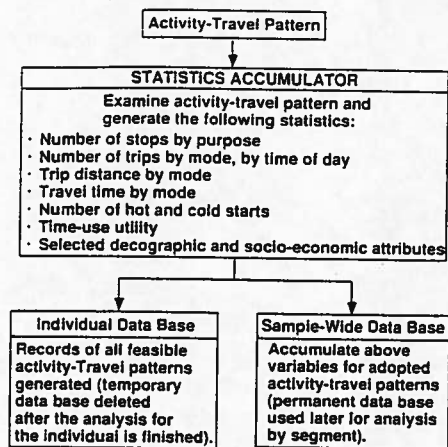 Activity-Travel Pattern
STATISTICS ACCUMULATOR
Examine activity-travel pattern and
generate the following statistics:
· Number of stops by purpose
· Number of trips by mode, by time of day
· Trip distance by mode
· Travel time by mode
· Number of hot and cold starts
· Time-use utility
· Selected decographic and socio-economic attributes
Individual Data Base
Records of all feasible
activity-Travel patterns
generated (temporary
data base deleted
after the analysis for
the individual is finished).
Sample-Wide Data Base
Accumulate above
variables for adopted
activity-travel patterns
(permanent data base
used later for analysis
by segment).